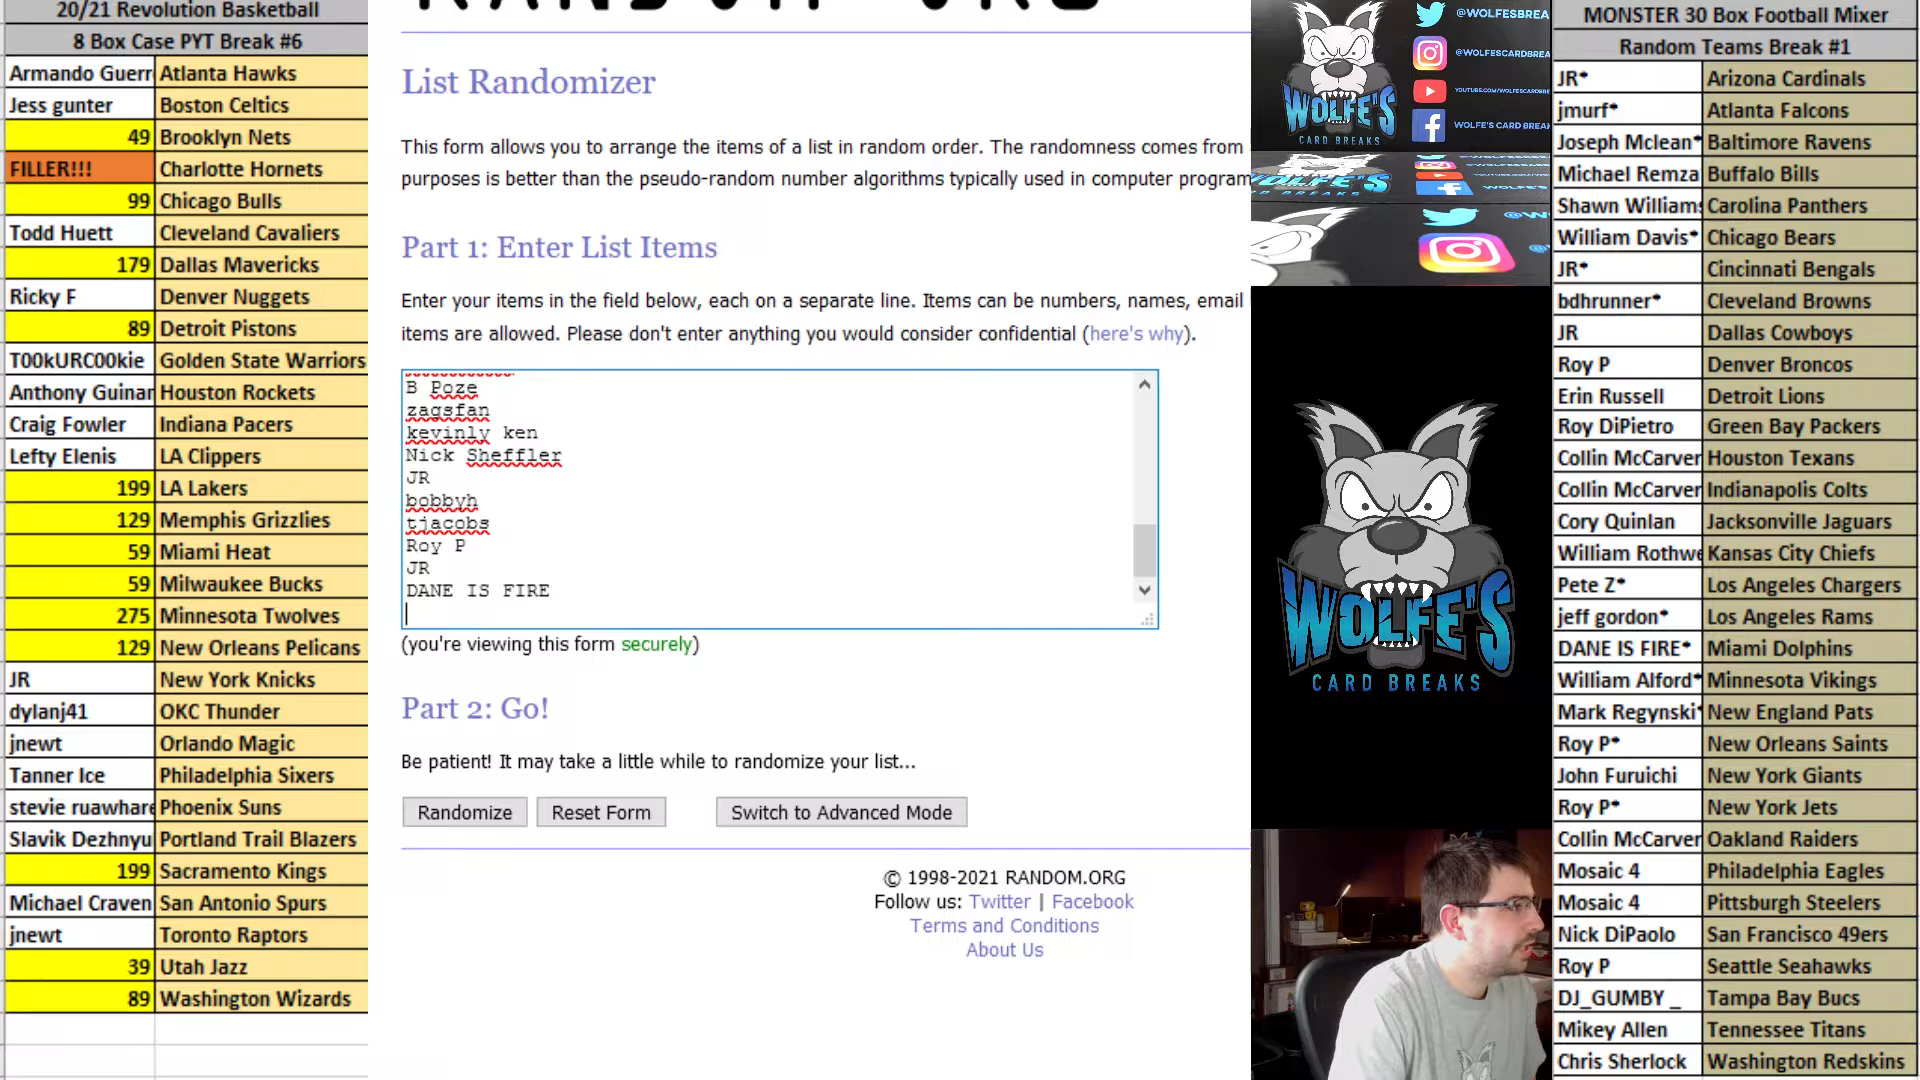 20/21 Revolution Basketball
8 Box Case PYT Break #6
Armando Guerr Atlanta Hawks
Jess gunter Boston Celtics
49 Brooklyn Nets
FILLER!!! Charlotte Hornets
99 Chicago Bulls
Todd Huett Cleveland Cavaliers
179 Dallas Mavericks
Ricky F Denver Nuggets
89 Detroit Pistons
T00kURC00kie Golden State Warriors
Anthony Guinar Houston Rockets
Craig Fowler Indiana Pacers
Lefty Elenis LA Clippers
199 LA Lakers
129 Memphis Grizzlies
59 Miami Heat
59 Milwaukee Bucks
275 Minnesota Twolves
129 New Orleans Pelicans
JR New York Knicks
dylanj41 OKC Thunder
jnewt Orlando Magic
Tanner Ice Philadelphia Sixers
stevie ruawhare Phoenix Suns
Slavik Dezhnyu Portland Trail Blazers
199 Sacramento Kings
Michael Craven San Antonio Spurs
jnewt Toronto Raptors
39 Utah Jazz
89 Washington Wizards
RANDOM ORG
List Randomizer
This form allows you to arrange the items of a list in random order. The randomness comes from
purposes is better than the pseudo-random number algorithms typically used in computer program
Part 1: Enter List Items
Enter your items in the field below, each on a separate line. Items can be numbers, names, email
items are allowed. Please don't enter anything you would consider confidential (here's why).
B Poze
zagsfan
kevinly ken
Nick Sheffler
JR
bobbyh
tjacobs
Roy P
JR
DANE IS FIRE
(you're viewing this form securely)
Part 2: Go!
Be patient! It may take a little while to randomize your list...
Randomize Reset Form Switch to Advanced Mode
© 1998-2021 RANDOM.ORG
Follow us: Twitter | Facebook
Terms and Conditions
About Us
WOLFE'S
CARD BREAKS
@WOLFESBREA
@WOLFESCARDBREA
YOUTUBE.COM/WOLFESCARDBRE
WOLFE'S CARD BREAK
WOLFE'S
CARD BREAKS
MONSTER 30 Box Football Mixer
Random Teams Break #1
JR* Arizona Cardinals
jmurf* Atlanta Falcons
Joseph Mclean* Baltimore Ravens
Michael Remza Buffalo Bills
Shawn Williams Carolina Panthers
William Davis* Chicago Bears
JR* Cincinnati Bengals
bdhrunner* Cleveland Browns
JR Dallas Cowboys
Roy P Denver Broncos
Erin Russell Detroit Lions
Roy DiPietro Green Bay Packers
Collin McCarver Houston Texans
Collin McCarver Indianapolis Colts
Cory Quinlan Jacksonville Jaguars
William Rothwe Kansas City Chiefs
Pete Z* Los Angeles Chargers
jeff gordon* Los Angeles Rams
DANE IS FIRE* Miami Dolphins
William Alford* Minnesota Vikings
Mark Regynski* New England Pats
Roy P* New Orleans Saints
John Furuichi New York Giants
Roy P* New York Jets
Collin McCarver Oakland Raiders
Mosaic 4 Philadelphia Eagles
Mosaic 4 Pittsburgh Steelers
Nick DiPaolo San Francisco 49ers
Roy P Seattle Seahawks
DJ_GUMBY _ Tampa Bay Bucs
Mikey Allen Tennessee Titans
Chris Sherlock Washington Redskins